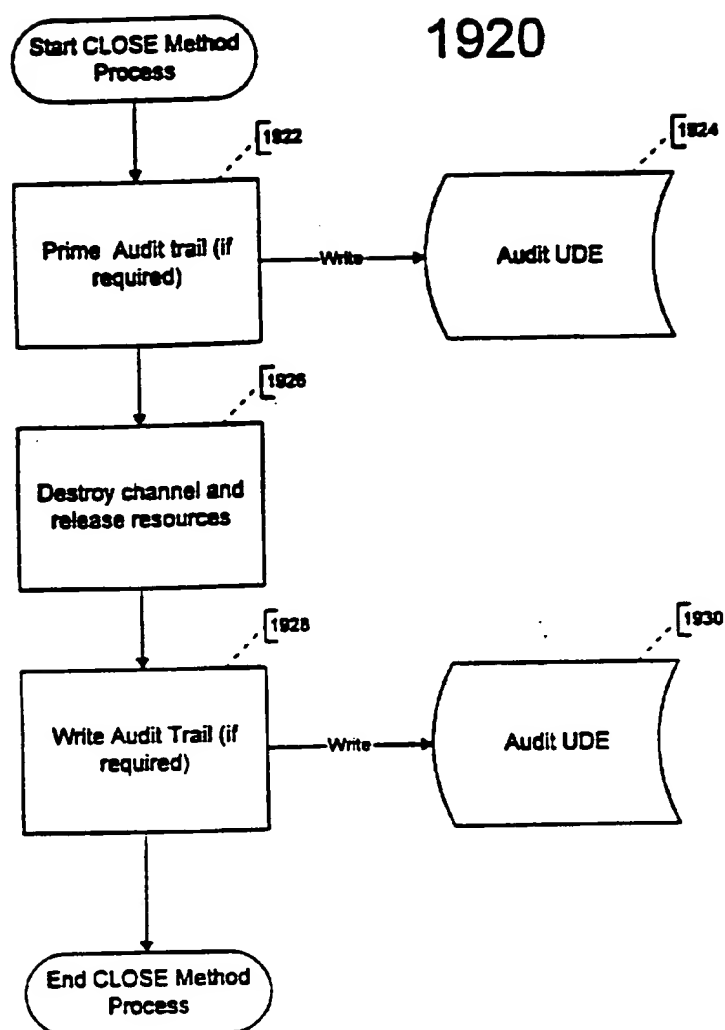 1920
Start CLOSE Method
Process
1922
1924
Prime Audit trail (if
required)
Write
Audit UDE
1926
Destroy channel and
release resources
1928
1930
Write Audit Trail (if
required)
Write
Audit UDE
End CLOSE Method
Process